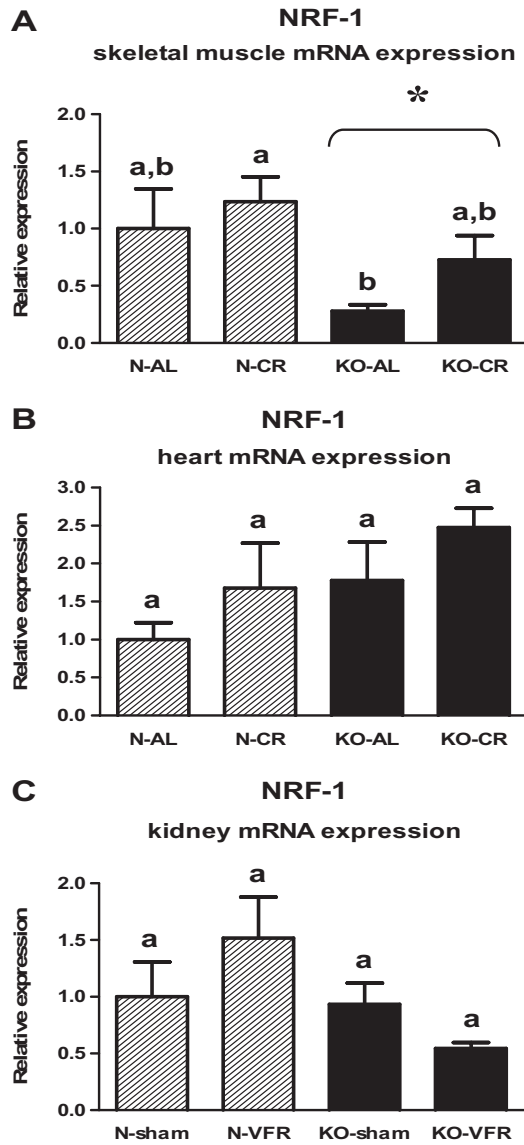 A
NRF-1
skeletal muscle mRNA expression
*
2.0
1.5
1.0
0.5
0.0
Relative expression
a,b
a
b
a,b
N-AL N-CR KO-AL KO-CR
B
NRF-1
heart mRNA expression
3.0
2.5
2.0
1.5
1.0
0.5
0.0
Relative expression
a
a
a
a
N-AL N-CR KO-AL KO-CR
C
NRF-1
kidney mRNA expression
2.0
1.5
1.0
0.5
0.0
Relative expression
a
a
a
a
N-sham N-VFR KO-sham KO-VFR